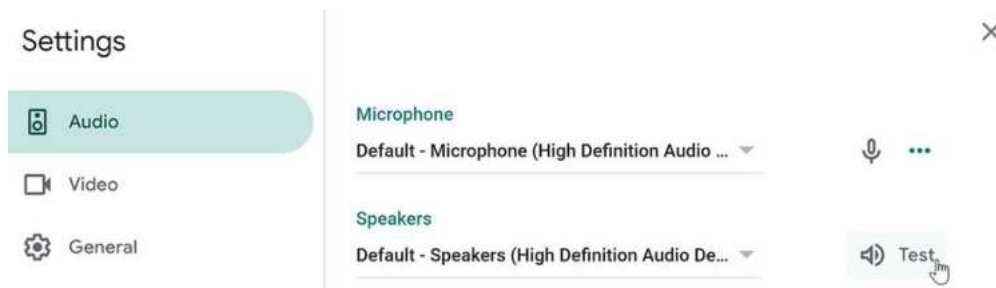 Settings
Audio
Video
General
Microphone
Default - Microphone (High Definition Audio ...
Speakers
Default - Speakers (High Definition Audio De...
Test